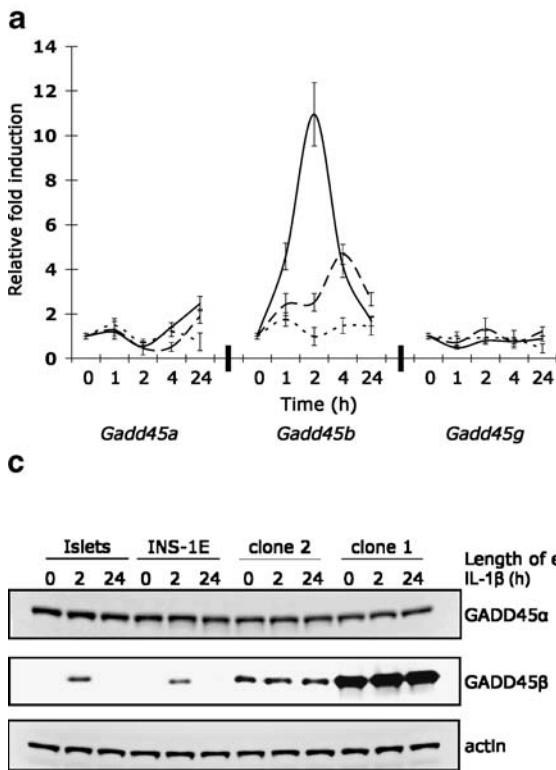 a
14
12
10
8
6
4
2
0
Relative fold induction
0 1 2 4 24 0 1 2 4 24 0 1 2 4 24
Time (h)
Gadd45a Gadd45b Gadd45g
c
Islets INS-1E clone 2 clone 1
0 2 24 0 2 24 0 2 24 0 2 24
Length of e
IL-1β (h)
GADD45α
GADD45β
actin